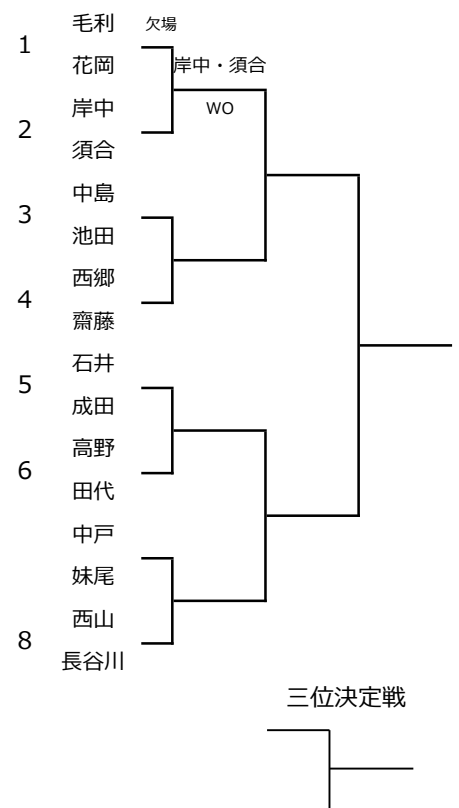 毛利 欠場
1
花岡 岸中・須合
岸中 WO
2
須合
中島
3
池田
西郷
4
齋藤
石井
5
成田
高野
6
田代
中戸
妹尾
西山
8
長谷川
三位決定戦